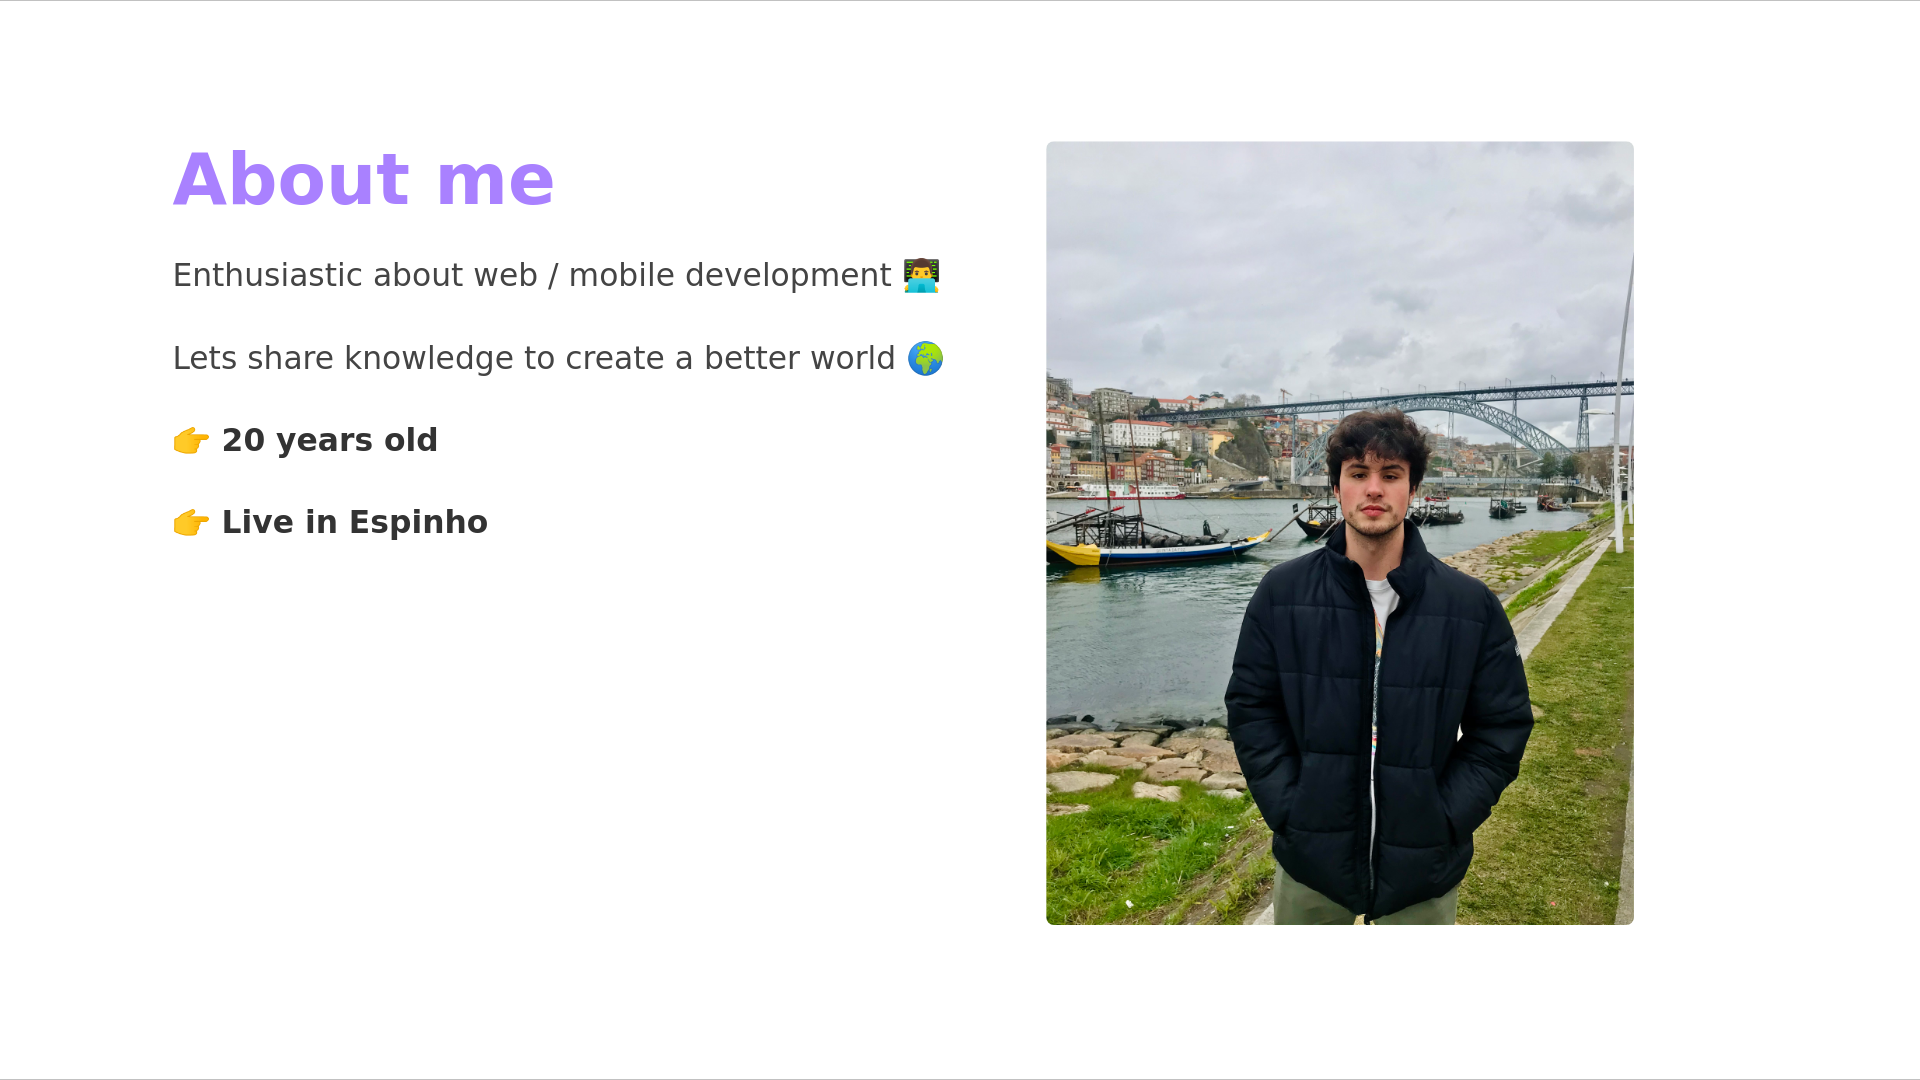 About me
Enthusiastic about web / mobile development 👨‍💻
Lets share knowledge to create a better world 🌍
👉 20 years old
👉 Live in Espinho